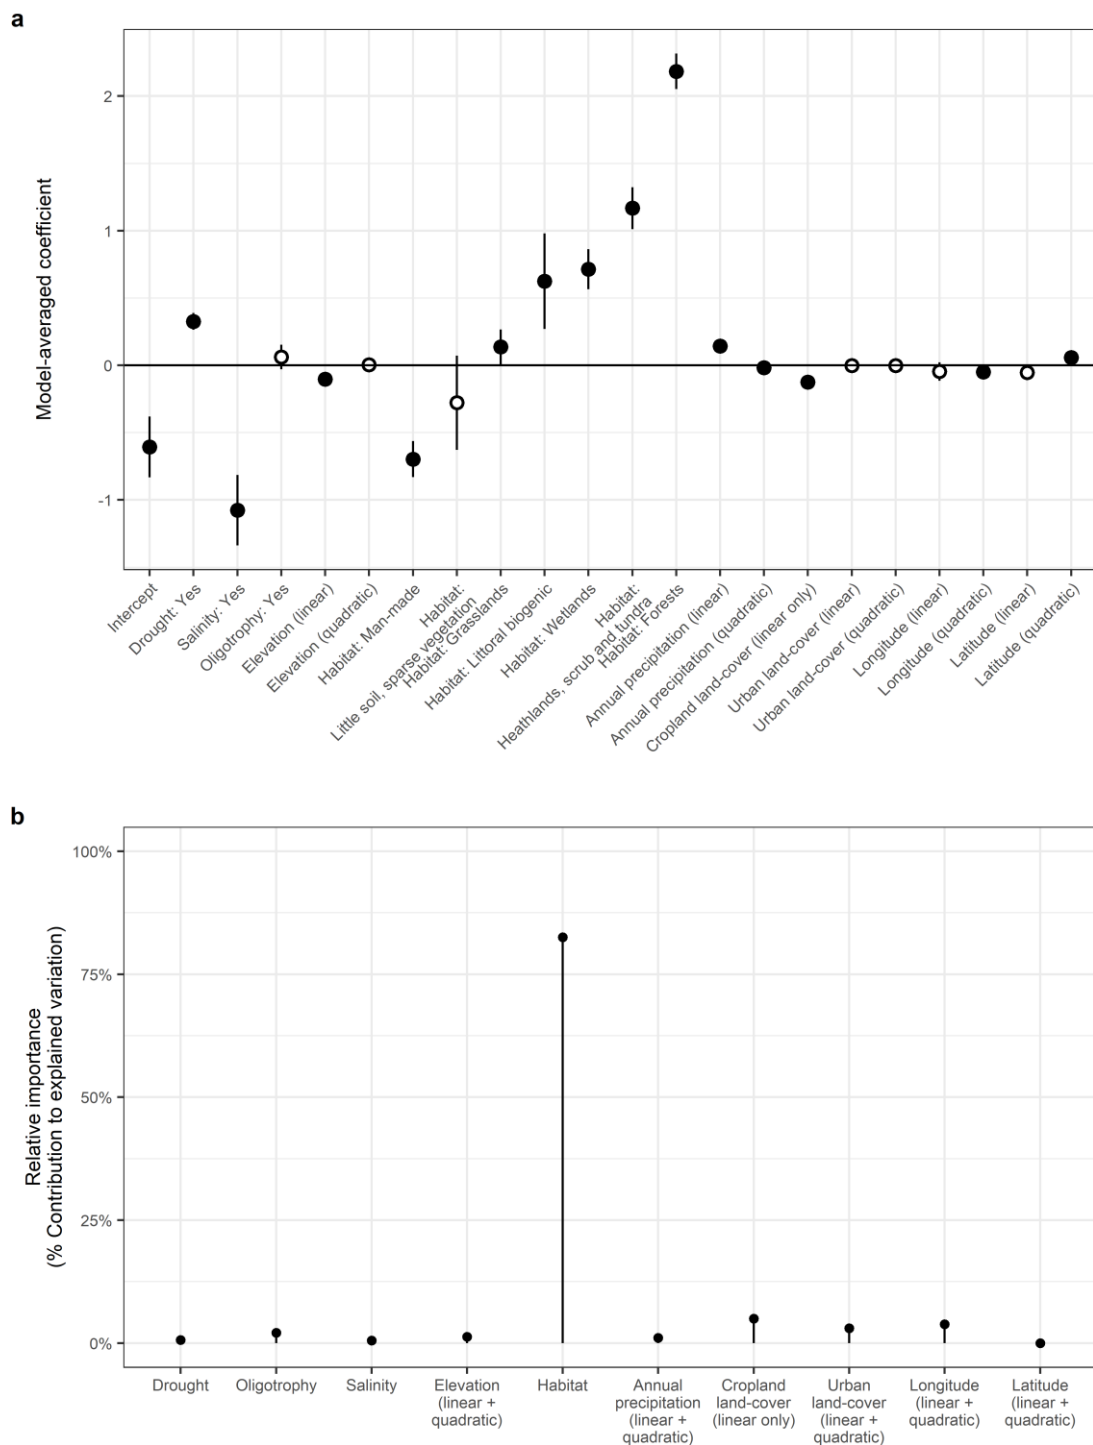 a
Model-averaged coefficient
2
1
0
-1
Intercept
Drought: Yes
Salinity: Yes
Oligotrophy: Yes
Elevation (linear)
Elevation (quadratic)
Habitat: Man-made
Habitat:
Little soil, sparse vegetation
Habitat: Grasslands
Habitat: Littoral biogenic
Habitat: Wetlands
Habitat:
Heathlands, scrub and tundra
Habitat: Forests
Annual precipitation (linear)
Annual precipitation (quadratic)
Cropland land-cover (linear only)
Urban land-cover (linear)
Urban land-cover (quadratic)
Longitude (linear)
Longitude (quadratic)
Latitude (linear)
Latitude (quadratic)
b
Relative importance
(% Contribution to explained variation)
100%
75%
50%
25%
0%
Drought
Oligotrophy
Salinity
Elevation
(linear +
quadratic)
Habitat
Annual
precipitation
(linear +
quadratic)
Cropland
land-cover
(linear only)
Urban
land-cover
(linear +
quadratic)
Longitude
(linear +
quadratic)
Latitude
(linear +
quadratic)